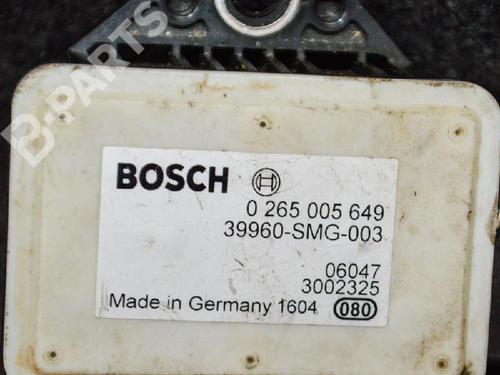 B-PARTS
BOSCH
0 265 005 649
39960-SMG-003
06047
3002325
Made in Germany 1604 080